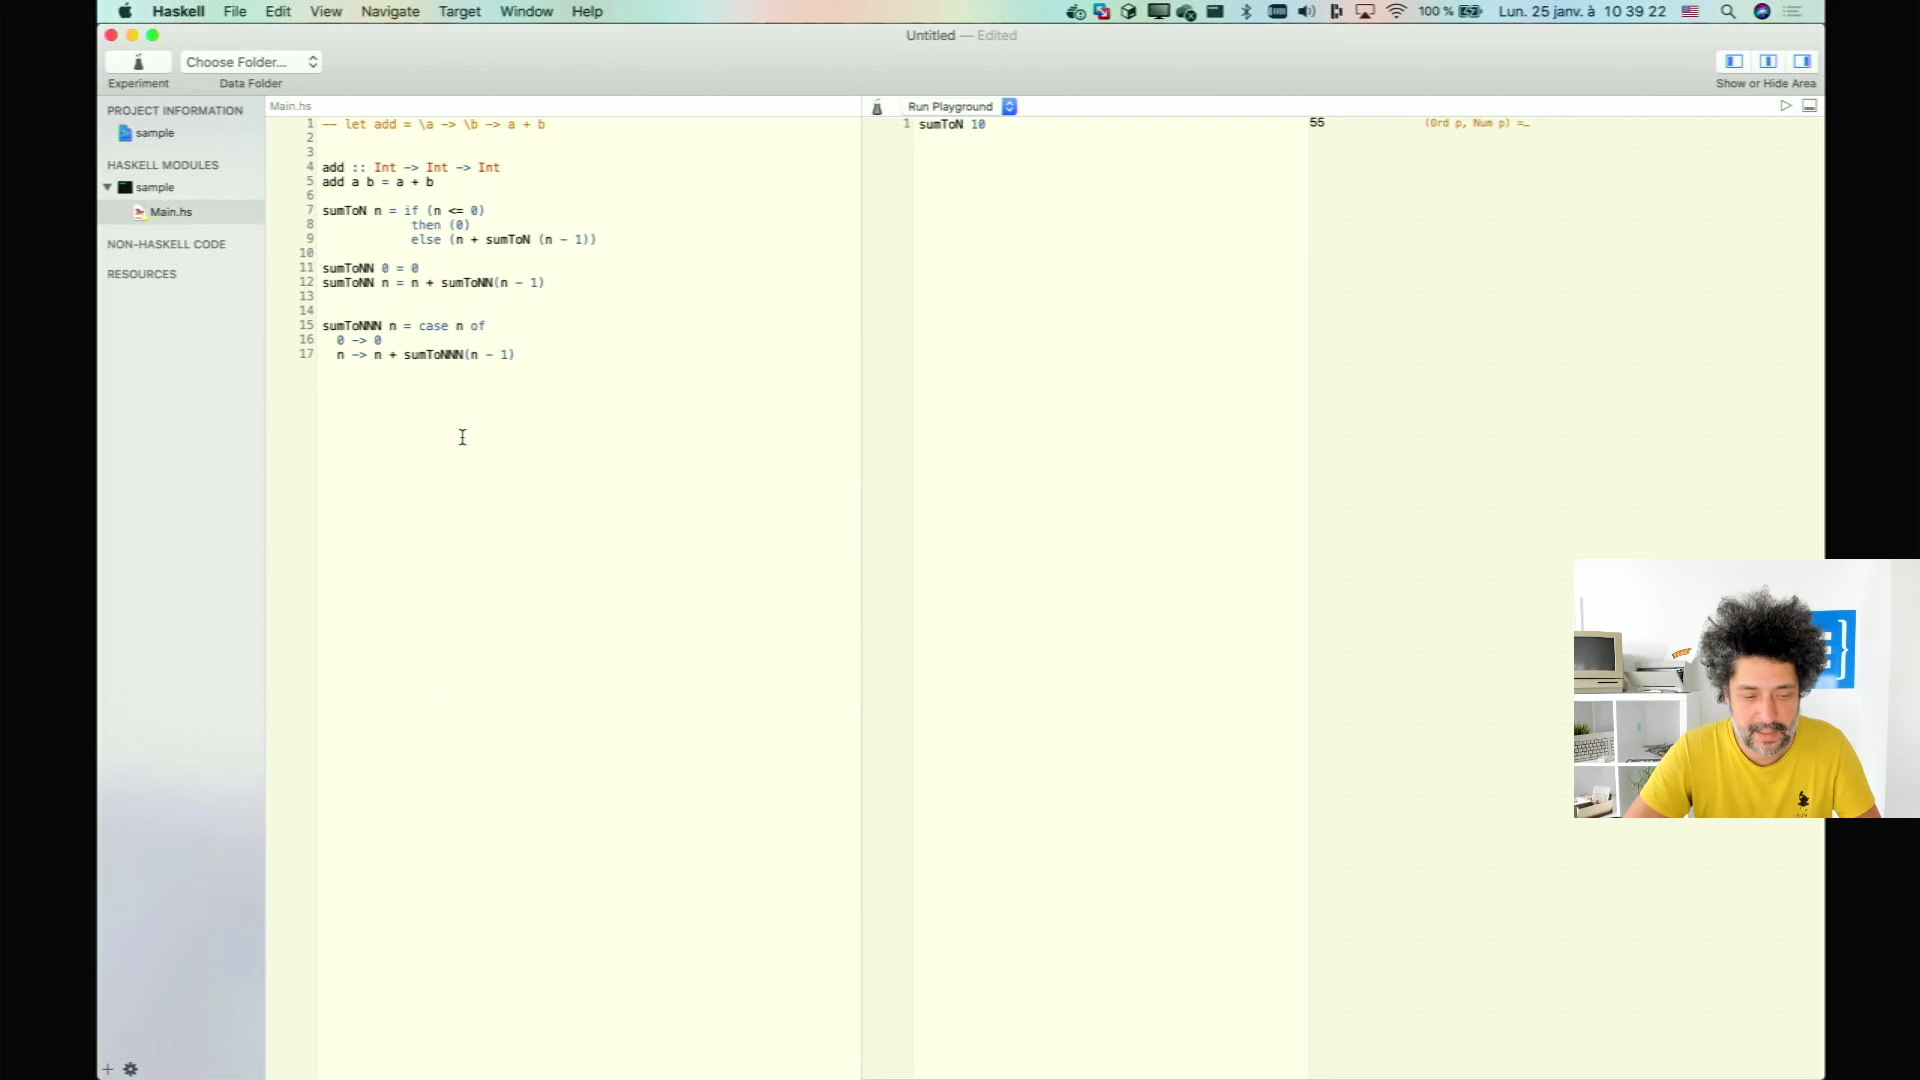 Haskell File Edit View Navigate Target Window Help 100 % Lun. 25 janv. à 10 39 22
Untitled — Edited
Choose Folder...
Experiment Data Folder Show or Hide Area
PROJECT INFORMATION
sample
HASKELL MODULES
sample
Main.hs
NON-HASKELL CODE
RESOURCES
Main.hs
1 -- let add = \a -> \b -> a + b
2
3
4 add :: Int -> Int -> Int
5 add a b = a + b
6
7 sumToN n = if (n <= 0)
8 then (0)
9 else (n + sumToN (n - 1))
10
11 sumToNN 0 = 0
12 sumToNN n = n + sumToNN(n - 1)
13
14
15 sumToNNN n = case n of
16 0 -> 0
17 n -> n + sumToNNN(n - 1)
Run Playground
1 sumToN 10
55 (Ord p, Num p) =…
E}